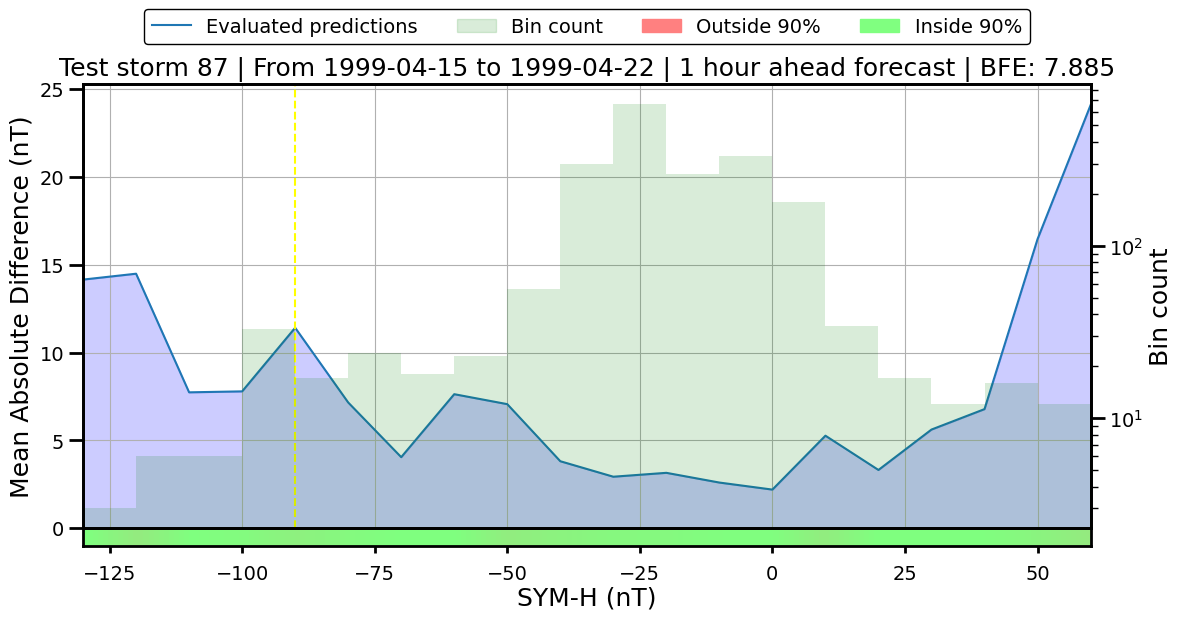 Evaluated predictions Bin count Outside 90% Inside 90%
Test storm 87 | From 1999-04-15 to 1999-04-22 | 1 hour ahead forecast | BFE: 7.885
25
20
15
10
5
0
Mean Absolute Difference (nT)
10²
10¹
Bin count
−125 −100 −75 −50 −25 0 25 50
SYM-H (nT)